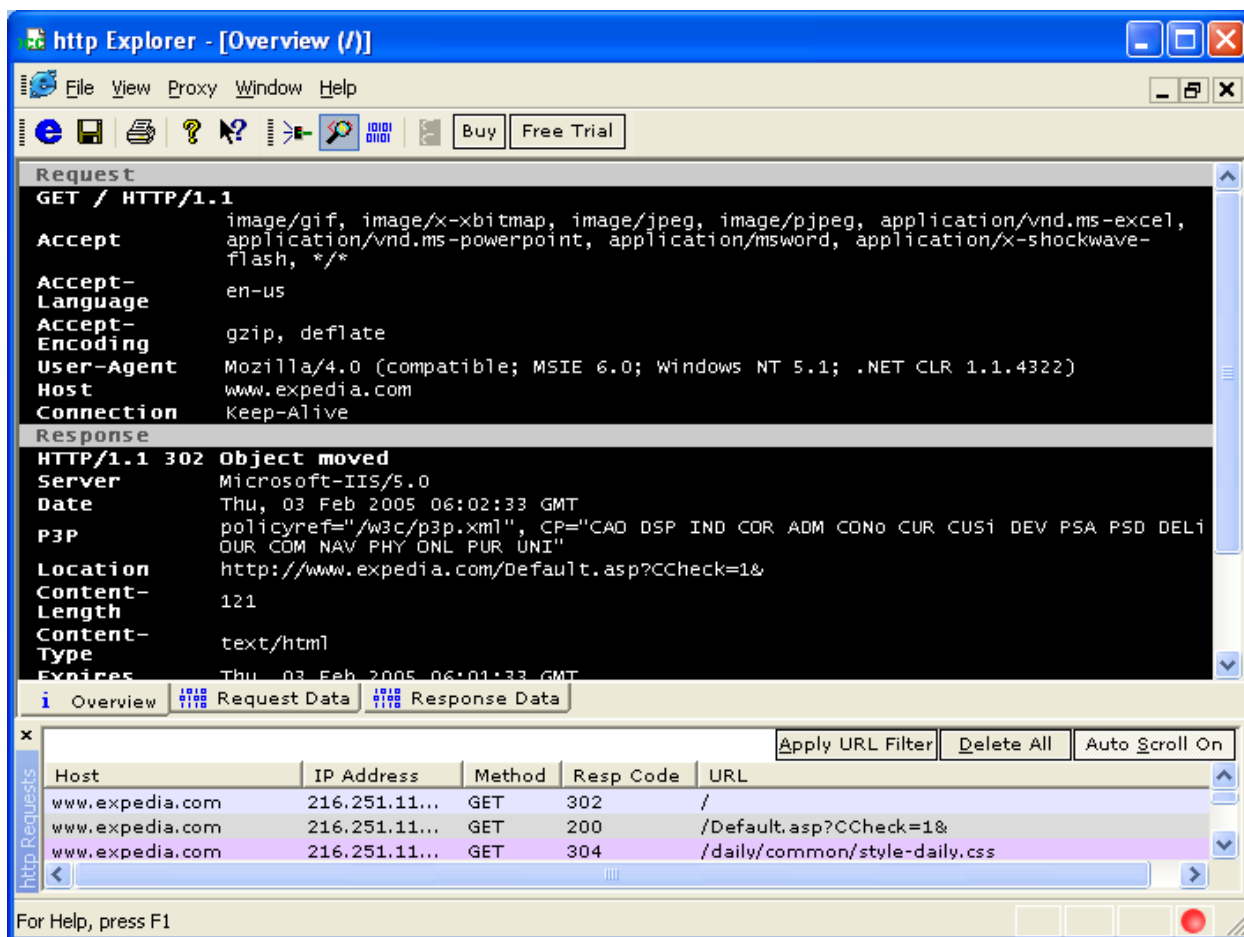 http Explorer - [Overview (/)]
File View Proxy Window Help
Buy Free Trial
Request
GET / HTTP/1.1
Accept image/gif, image/x-xbitmap, image/jpeg, image/pjpeg, application/vnd.ms-excel,
application/vnd.ms-powerpoint, application/msword, application/x-shockwave-
flash, */*
Accept-
Language en-us
Accept-
Encoding gzip, deflate
User-Agent Mozilla/4.0 (compatible; MSIE 6.0; Windows NT 5.1; .NET CLR 1.1.4322)
Host www.expedia.com
Connection Keep-Alive
Response
HTTP/1.1 302 Object moved
Server Microsoft-IIS/5.0
Date Thu, 03 Feb 2005 06:02:33 GMT
P3P policyref="/w3c/p3p.xml", CP="CAO DSP IND COR ADM CONo CUR CUSi DEV PSA PSD DELi
OUR COM NAV PHY ONL PUR UNI"
Location http://www.expedia.com/Default.asp?CCheck=1&
Content-
Length 121
Content-
Type text/html
Expires Thu, 03 Feb 2005 06:01:33 GMT
i Overview Request Data Response Data
Apply URL Filter Delete All Auto Scroll On
http Requests
Host IP Address Method Resp Code URL
www.expedia.com 216.251.11... GET 302 /
www.expedia.com 216.251.11... GET 200 /Default.asp?CCheck=1&
www.expedia.com 216.251.11... GET 304 /daily/common/style-daily.css
For Help, press F1